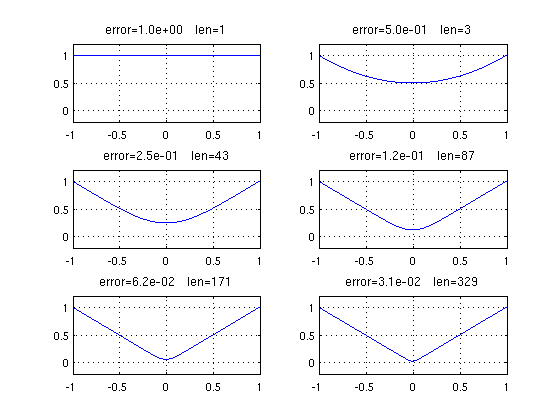 error=1.0e+00 len=1
error=5.0e-01 len=3
1
0.5
0
-1 -0.5 0 0.5 1
1
0.5
0
-1 -0.5 0 0.5 1
error=2.5e-01 len=43
error=1.2e-01 len=87
1
0.5
0
-1 -0.5 0 0.5 1
1
0.5
0
-1 -0.5 0 0.5 1
error=6.2e-02 len=171
error=3.1e-02 len=329
1
0.5
0
-1 -0.5 0 0.5 1
1
0.5
0
-1 -0.5 0 0.5 1